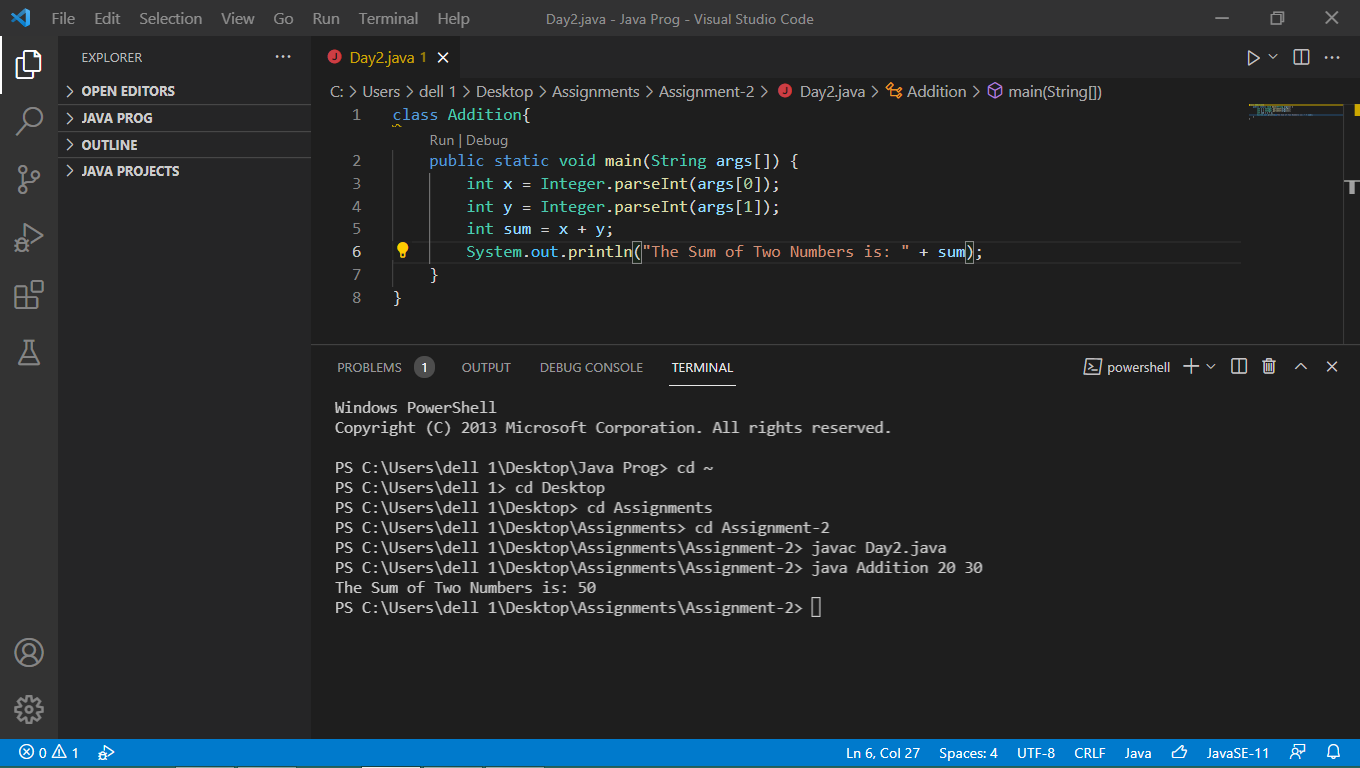 File Edit Selection View Go Run Terminal Help Day2.java - Java Prog - Visual Studio Code
EXPLORER
OPEN EDITORS
JAVA PROG
OUTLINE
JAVA PROJECTS
Day2.java 1
C: > Users > dell 1 > Desktop > Assignments > Assignment-2 > Day2.java > Addition > main(String[])
1 class Addition{
Run | Debug
2 public static void main(String args[]) {
3 int x = Integer.parseInt(args[0]);
4 int y = Integer.parseInt(args[1]);
5 int sum = x + y;
6 System.out.println("The Sum of Two Numbers is: " + sum);
7 }
8 }
PROBLEMS 1 OUTPUT DEBUG CONSOLE TERMINAL powershell
Windows PowerShell
Copyright (C) 2013 Microsoft Corporation. All rights reserved.
PS C:\Users\dell 1\Desktop\Java Prog> cd ~
PS C:\Users\dell 1> cd Desktop
PS C:\Users\dell 1\Desktop> cd Assignments
PS C:\Users\dell 1\Desktop\Assignments> cd Assignment-2
PS C:\Users\dell 1\Desktop\Assignments\Assignment-2> javac Day2.java
PS C:\Users\dell 1\Desktop\Assignments\Assignment-2> java Addition 20 30
The Sum of Two Numbers is: 50
PS C:\Users\dell 1\Desktop\Assignments\Assignment-2>
0 1 Ln 6, Col 27 Spaces: 4 UTF-8 CRLF Java JavaSE-11